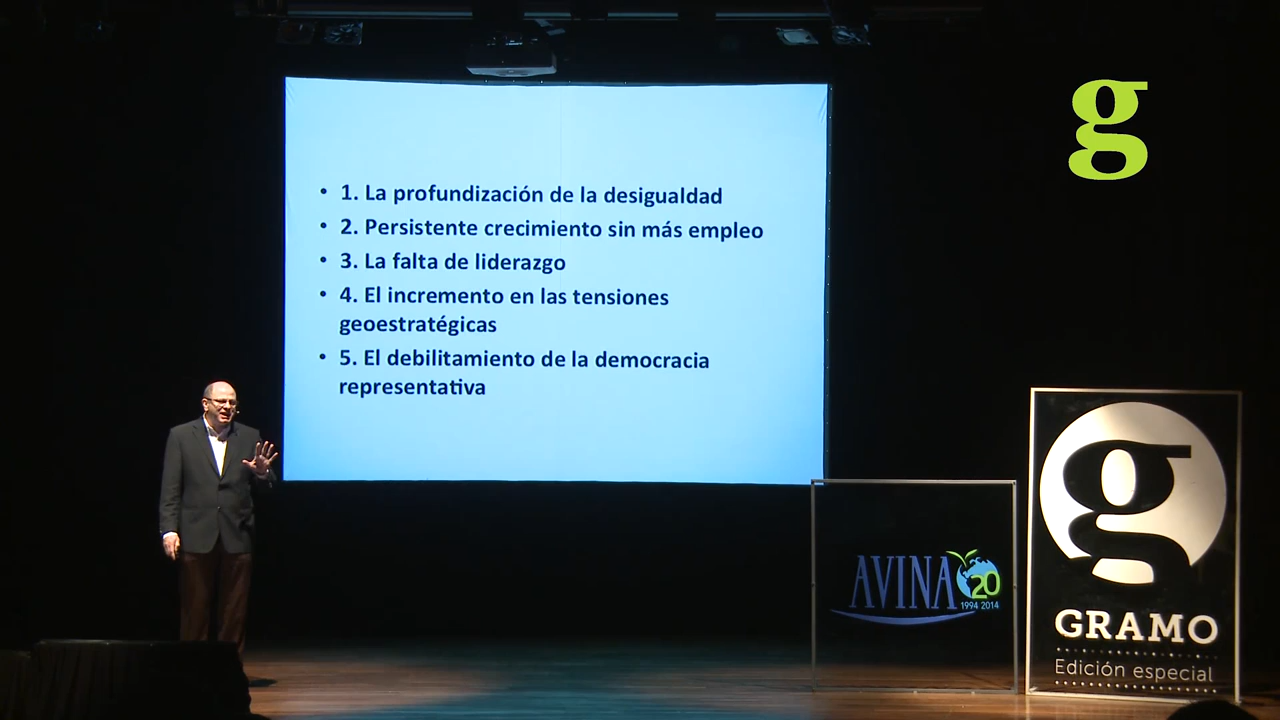 g
• 1. La profundización de la desigualdad
• 2. Persistente crecimiento sin más empleo
• 3. La falta de liderazgo
• 4. El incremento en las tensiones
geoestratégicas
• 5. El debilitamiento de la democracia
representativa
AVINA 20
1994 2014
g
GRAMO
Edición especial